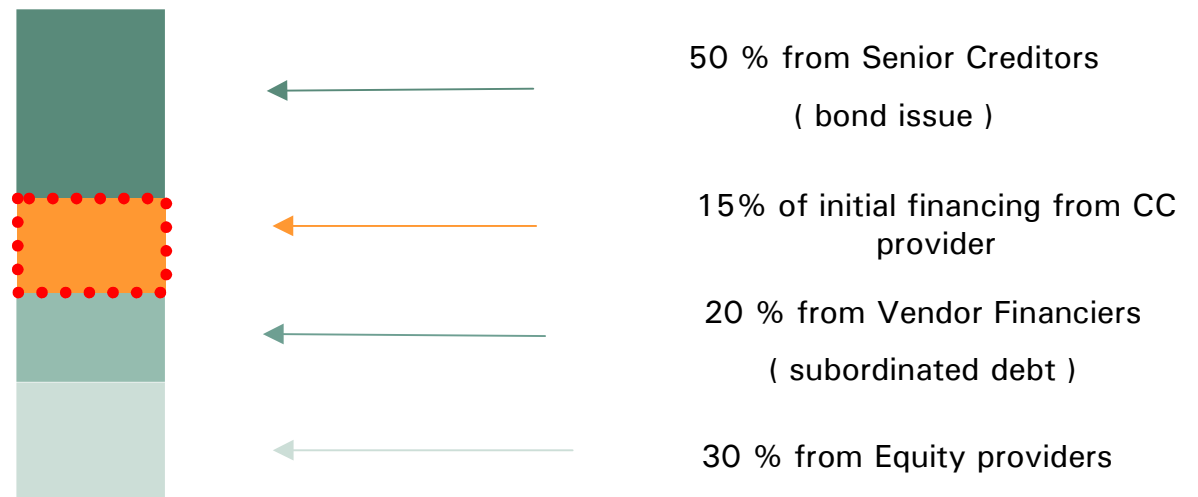 50 % from Senior Creditors
( bond issue )
15% of initial financing from CC
provider
20 % from Vendor Financiers
( subordinated debt )
30 % from Equity providers